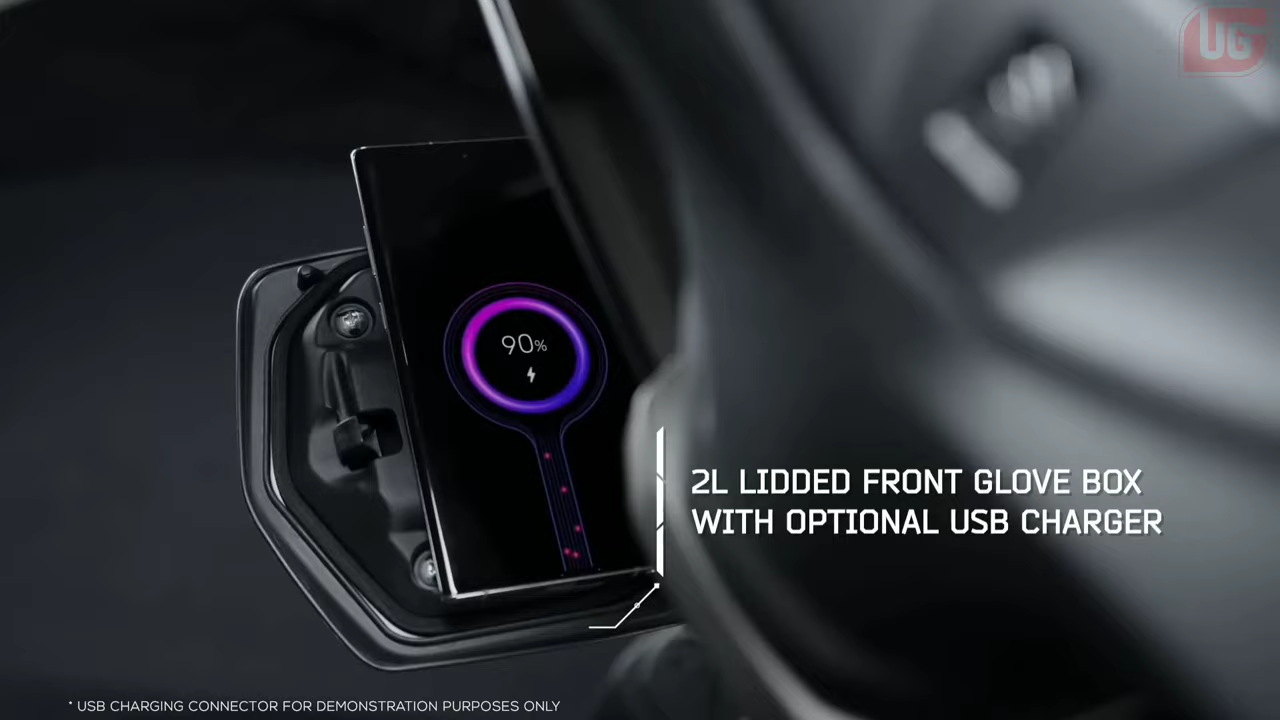 UG
90%
2L LIDDED FRONT GLOVE BOX
WITH OPTIONAL USB CHARGER
* USB CHARGING CONNECTOR FOR DEMONSTRATION PURPOSES ONLY